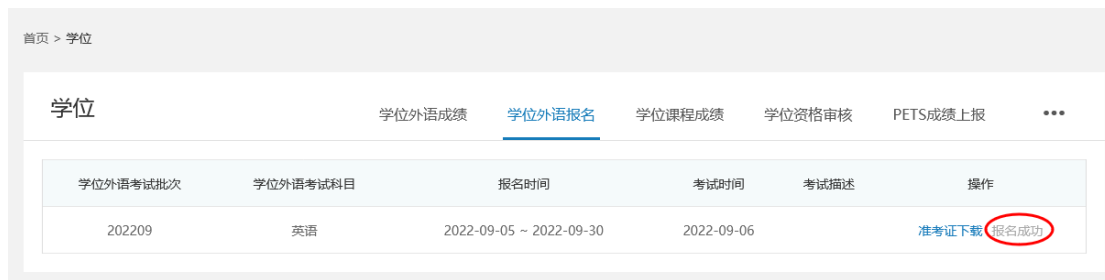 首页 > 学位
学位 学位外语成绩 学位外语报名 学位课程成绩 学位资格审核 PETS成绩上报 •••
学位外语考试批次 学位外语考试科目 报名时间 考试时间 考试描述 操作
202209 英语 2022-09-05 ~ 2022-09-30 2022-09-06 准考证下载 报名成功